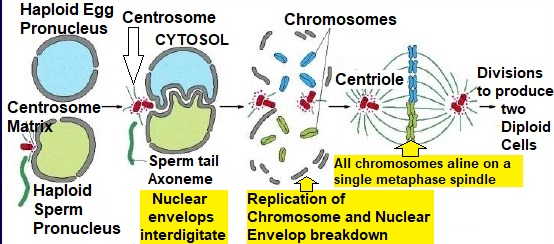 Haploid Egg
Pronucleus
Centrosome
CYTOSOL
Chromosomes
Centrosome
Matrix
Centriole
Divisions
to produce
two
Diploid
Cells
Haploid
Sperm
Pronucleus
Sperm tail
Axoneme
All chromosomes aline on a
single metaphase spindle
Nuclear
envelops
interdigitate
Replication of
Chromosome and Nuclear
Envelop breakdown